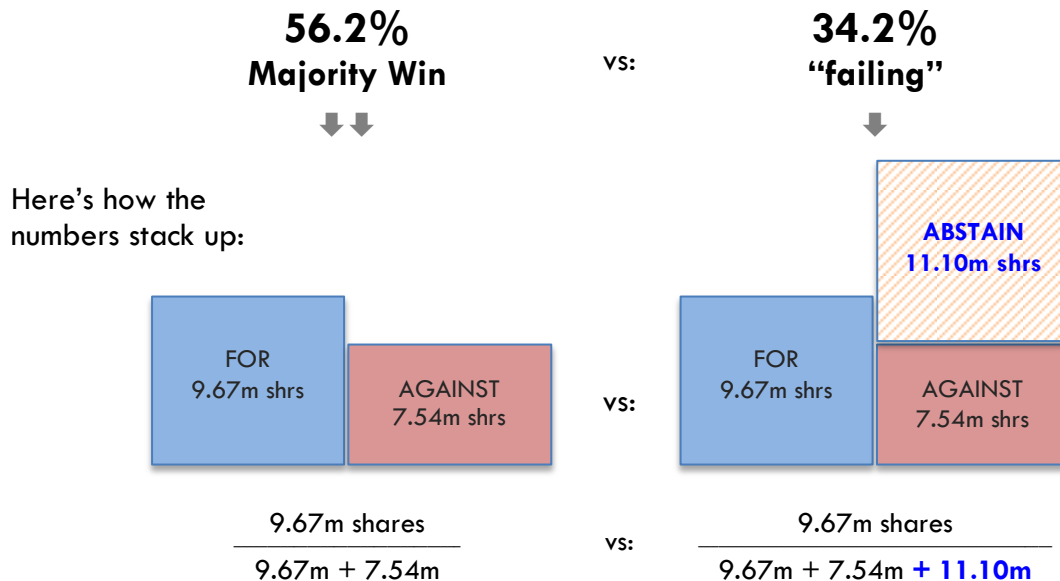 56.2%
Majority Win
vs:
34.2%
“failing”
Here’s how the
numbers stack up:
FOR
9.67m shrs
AGAINST
7.54m shrs
vs:
ABSTAIN
11.10m shrs
FOR
9.67m shrs
AGAINST
7.54m shrs
9.67m shares
9.67m + 7.54m
vs:
9.67m shares
9.67m + 7.54m + 11.10m